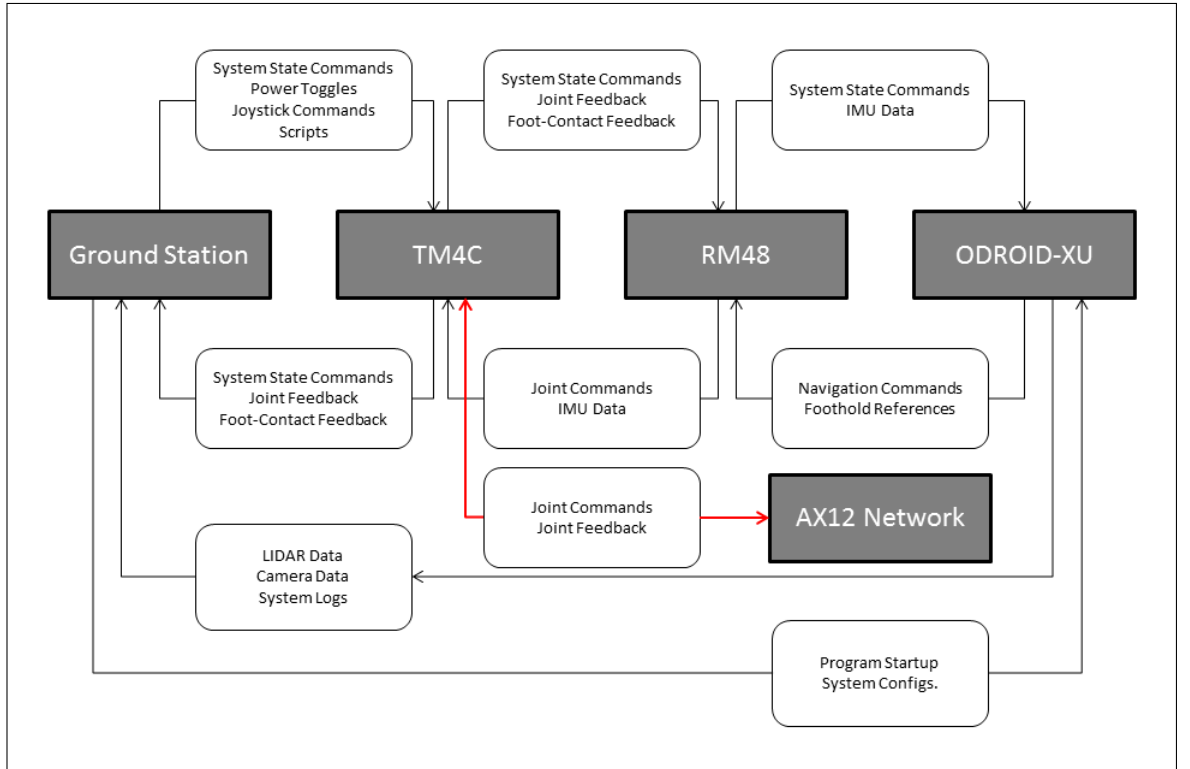 System State Commands
Power Toggles
Joystick Commands
Scripts
System State Commands
Joint Feedback
Foot-Contact Feedback
System State Commands
IMU Data
Ground Station
TM4C
RM48
ODROID-XU
System State Commands
Joint Feedback
Foot-Contact Feedback
Joint Commands
IMU Data
Navigation Commands
Foothold References
Joint Commands
Joint Feedback
AX12 Network
LIDAR Data
Camera Data
System Logs
Program Startup
System Configs.